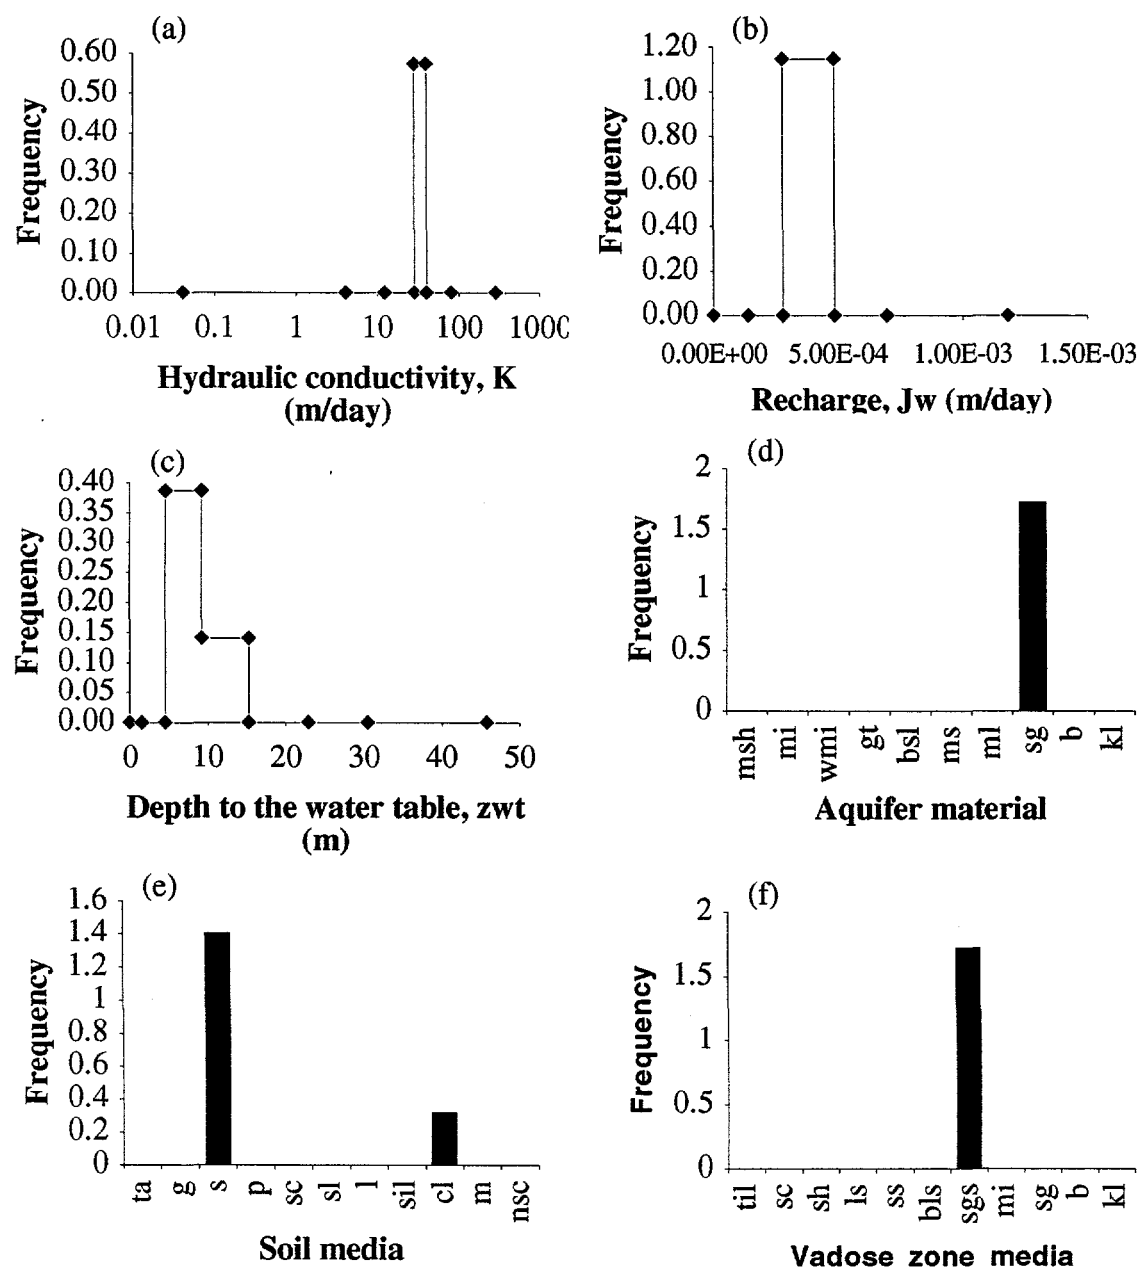 (a)
Frequency
0.60
0.50
0.40
0.30
0.20
0.10
0.00
0.01 0.1 1 10 100 1000
Hydraulic conductivity, K
(m/day)
(b)
Frequency
1.20
1.00
0.80
0.60
0.40
0.20
0.00
0.00E+00 5.00E-04 1.00E-03 1.50E-03
Recharge, Jw (m/day)
(c)
Frequency
0.40
0.35
0.30
0.25
0.20
0.15
0.10
0.05
0.00
0 10 20 30 40 50
Depth to the water table, zwt
(m)
(d)
Frequency
2
1.5
1
0.5
0
msh mi wmi gt bsl ms ml sg b kl
Aquifer material
(e)
Frequency
1.6
1.4
1.2
1
0.8
0.6
0.4
0.2
0
ta g s p sc sl l sil cl m nsc
Soil media
(f)
Frequency
2
1.5
1
0.5
0
til sc sh ls ss bls sgs mi sg b kl
Vadose zone media